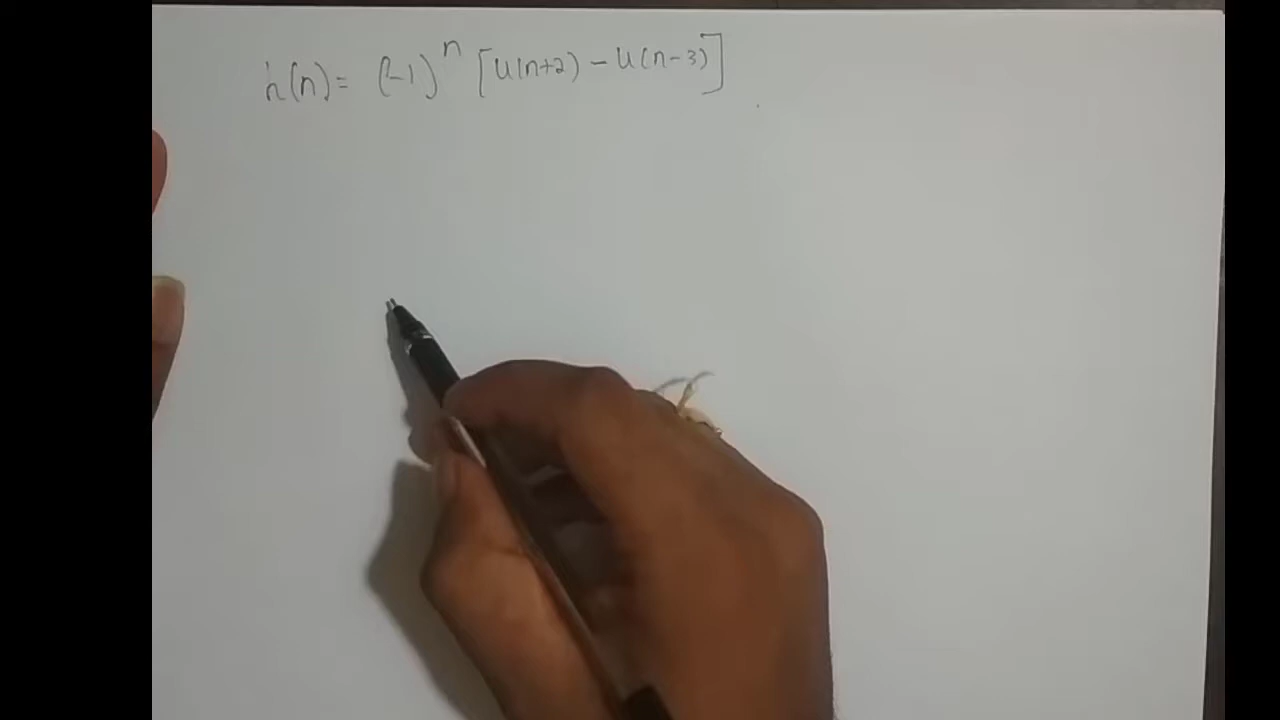 h(n) = (-1)^n [u(n+2) - u(n-3)]